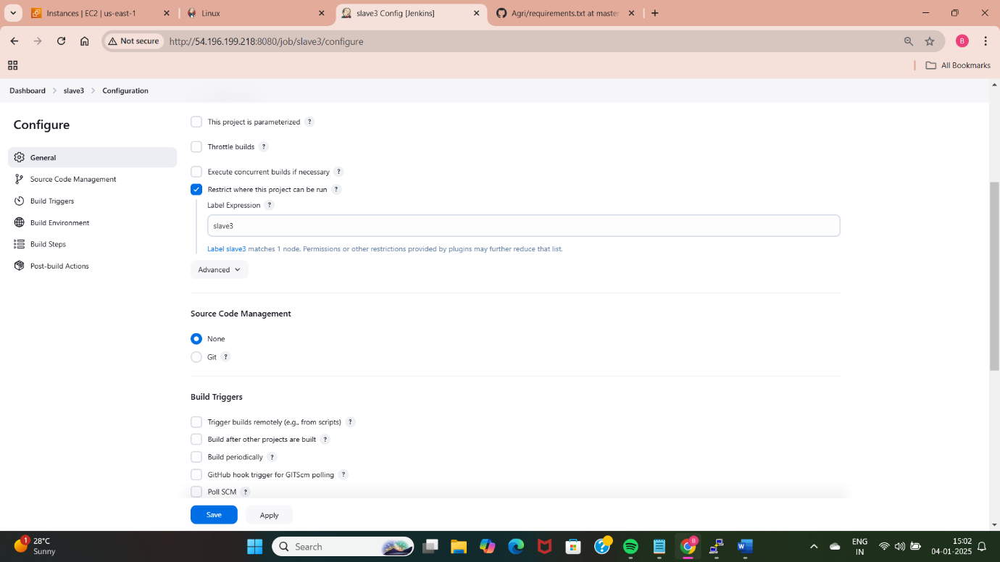 Instances | EC2 | us-east-1
Linux
slave3 Config [Jenkins]
Agri/requirements.txt at master
Not secure
http://54.196.199.218:8080/job/slave3/configure
B
All Bookmarks
Dashboard
slave3
Configuration
Configure
General
Source Code Management
Build Triggers
Build Environment
Build Steps
Post-build Actions
This project is parameterized ?
Throttle builds ?
Execute concurrent builds if necessary ?
Restrict where this project can be run ?
Label Expression ?
slave3
Label slave3 matches 1 node. Permissions or other restrictions provided by plugins may further reduce that list.
Advanced
Source Code Management
None
Git ?
Build Triggers
Trigger builds remotely (e.g., from scripts) ?
Build after other projects are built ?
Build periodically ?
GitHub hook trigger for GITScm polling ?
Poll SCM ?
Save
Apply
1
28°C
Sunny
Search
B
ENG
IN
15:02
04-01-2025